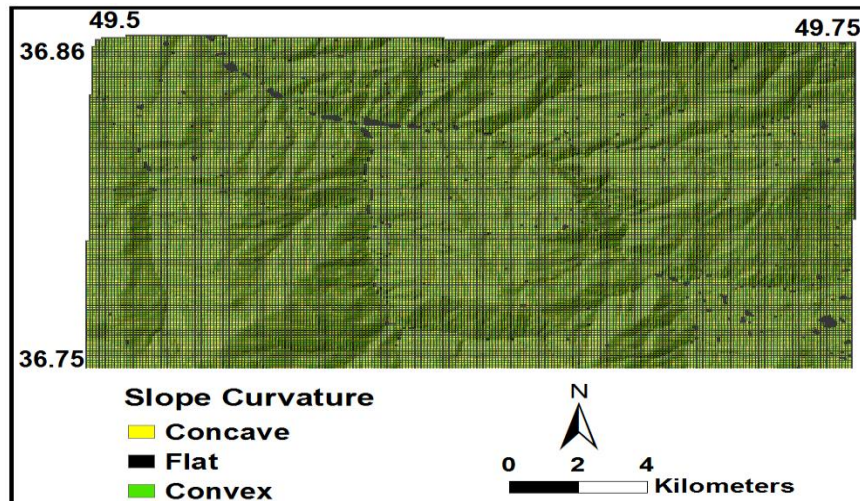 49.5
49.75
36.86
36.75
Slope Curvature
Concave
Flat
Convex
N
0 2 4
Kilometers